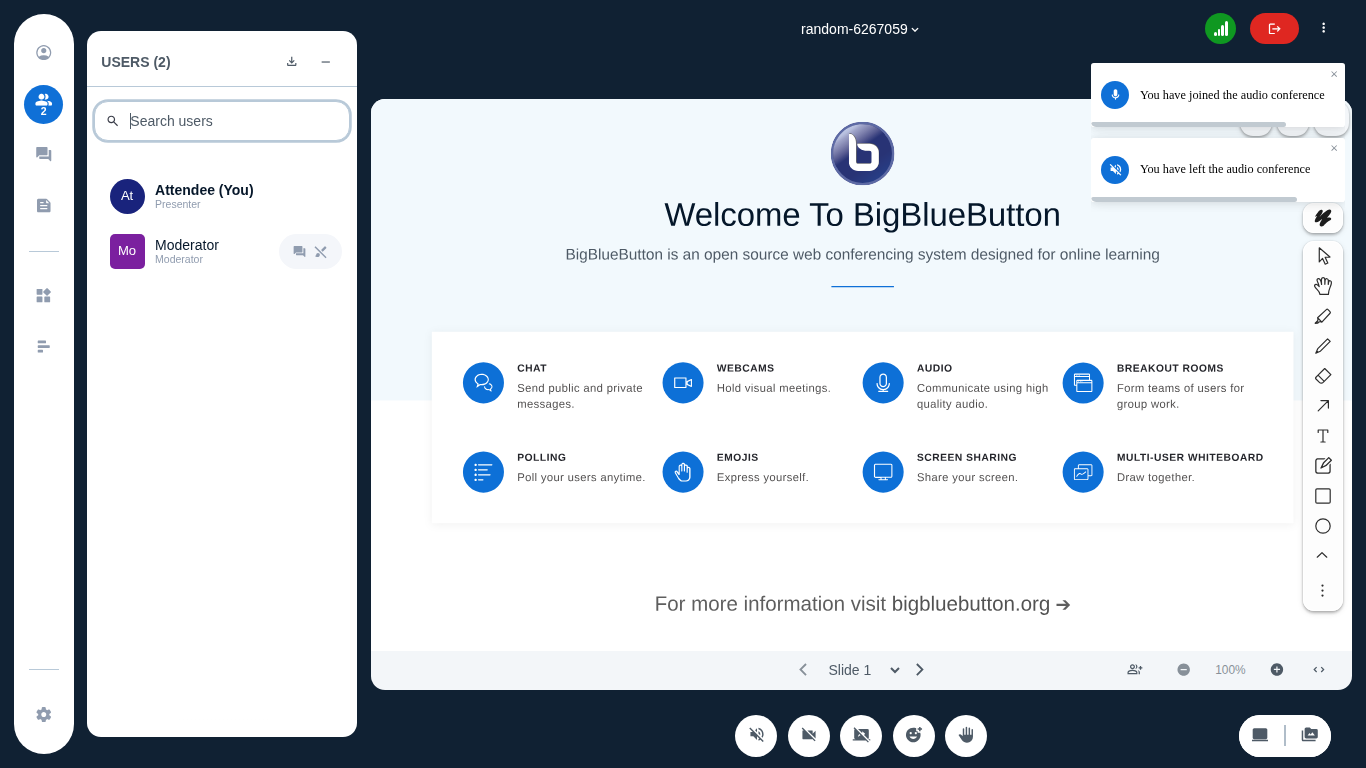 random-6267059
USERS (2)
2
Search users
At
Attendee (You)
Presenter
Mo
Moderator
Moderator
You have joined the audio conference
You have left the audio conference
Welcome To BigBlueButton
BigBlueButton is an open source web conferencing system designed for online learning
CHAT
Send public and private
messages.
WEBCAMS
Hold visual meetings.
AUDIO
Communicate using high
quality audio.
BREAKOUT ROOMS
Form teams of users for
group work.
POLLING
Poll your users anytime.
EMOJIS
Express yourself.
SCREEN SHARING
Share your screen.
MULTI-USER WHITEBOARD
Draw together.
For more information visit bigbluebutton.org ➔
Slide 1
100%